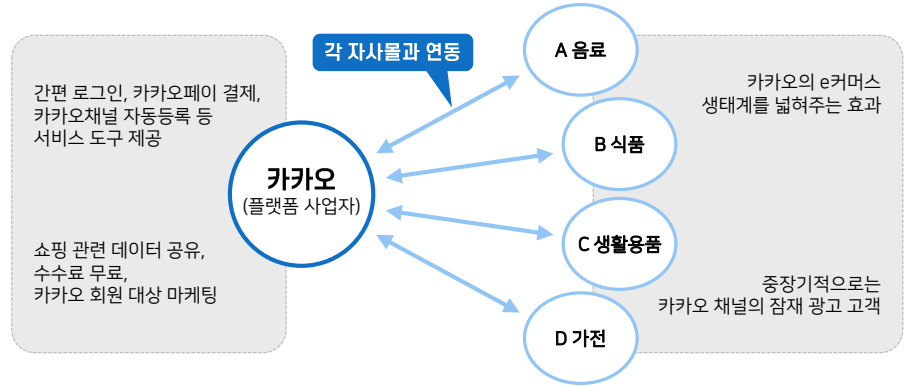 각 자사몰과 연동
간편 로그인, 카카오페이 결제,
카카오채널 자동등록 등
서비스 도구 제공
쇼핑 관련 데이터 공유,
수수료 무료,
카카오 회원 대상 마케팅
카카오
(플랫폼 사업자)
A 음료
B 식품
C 생활용품
D 가전
카카오의 e커머스
생태계를 넓혀주는 효과
중장기적으로는
카카오 채널의 잠재 광고 고객